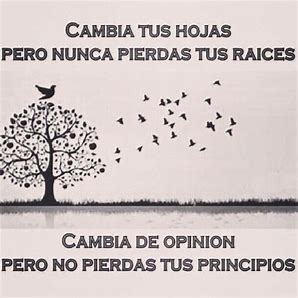 CAMBIA TUS HOJAS
PERO NUNCA PIERDAS TUS RAICES
CAMBIA DE OPINION
PERO NO PIERDAS TUS PRINCIPIOS